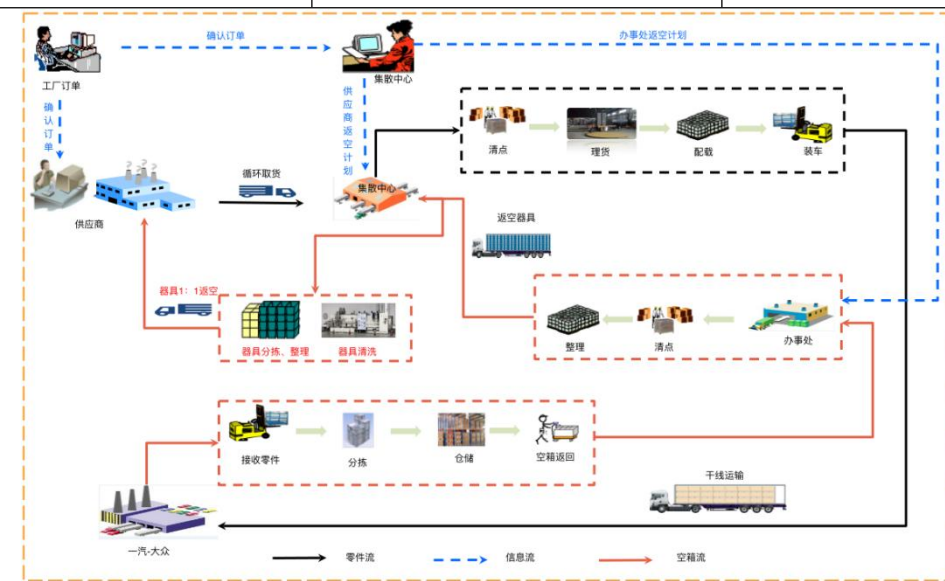 确认订单
办事处返空计划
工厂订单
集散中心
确认订单
供应商返空计划
清点
理货
配载
装车
循环取货
集散中心
供应商
返空器具
器具1：1返空
器具分拣、整理
器具清洗
整理
清点
办事处
接收零件
分拣
仓储
空箱返回
干线运输
一汽-大众
零件流
信息流
空箱流